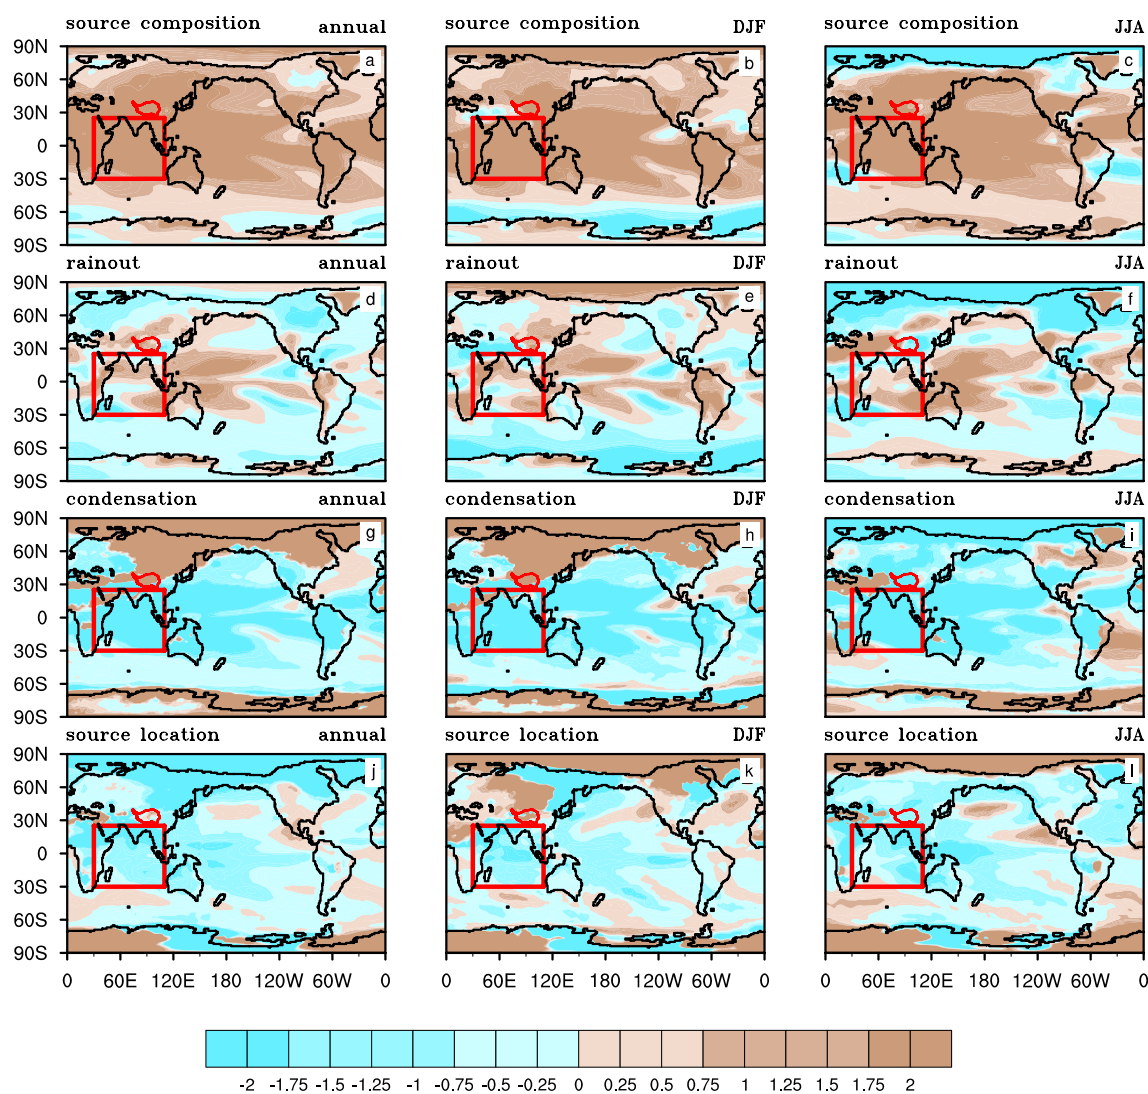 source composition annual source composition DJF source composition JJA
90N a b c
60N
30N
0
30S
60S
90S
rainout annual rainout DJF rainout JJA
90N d e f
60N
30N
0
30S
60S
90S
condensation annual condensation DJF condensation JJA
90N g h i
60N
30N
0
30S
60S
90S
source location annual source location DJF source location JJA
90N j k l
60N
30N
0
30S
60S
90S
0 60E 120E 180 120W 60W 0 0 60E 120E 180 120W 60W 0 0 60E 120E 180 120W 60W 0
-2 -1.75 -1.5 -1.25 -1 -0.75 -0.5 -0.25 0 0.25 0.5 0.75 1 1.25 1.5 1.75 2